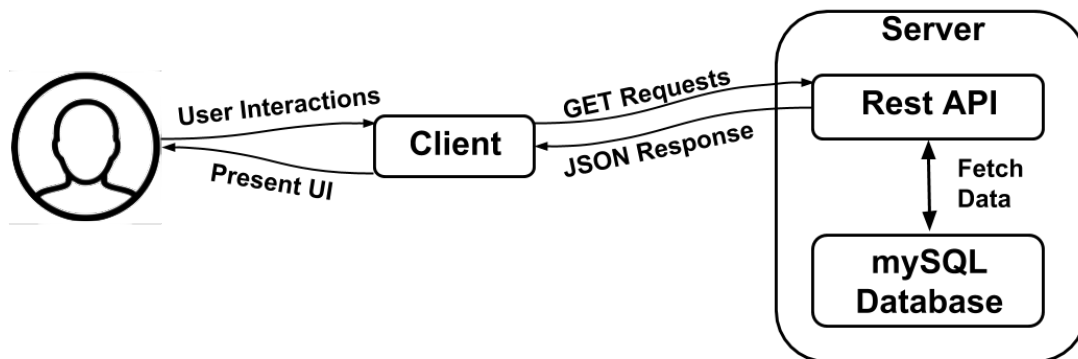 Server
User Interactions
Client
Present UI
GET Requests
JSON Response
Rest API
Fetch
Data
mySQL
Database